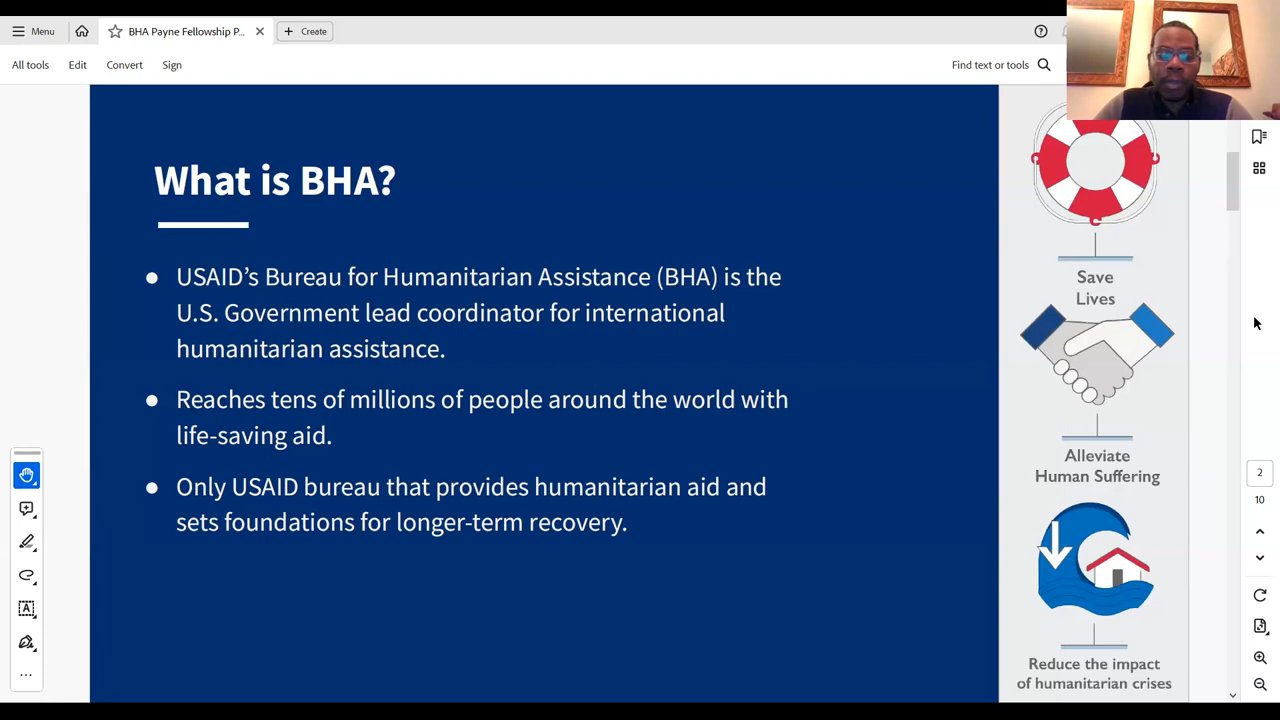 Menu
BHA Payne Fellowship P...
Create
All tools
Edit
Convert
Sign
Find text or tools
What is BHA?
● USAID’s Bureau for Humanitarian Assistance (BHA) is the
U.S. Government lead coordinator for international
humanitarian assistance.
● Reaches tens of millions of people around the world with
life-saving aid.
● Only USAID bureau that provides humanitarian aid and
sets foundations for longer-term recovery.
Save
Lives
Alleviate
Human Suffering
Reduce the impact
of humanitarian crises
2
10